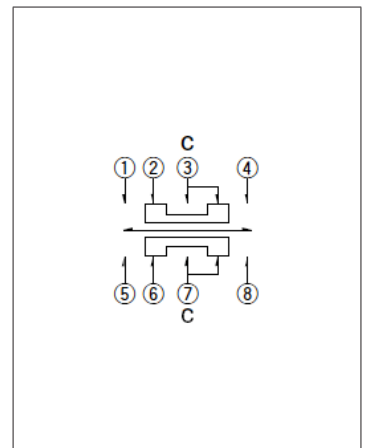 C
① ② ③ ④
⑤ ⑥ ⑦ ⑧
C